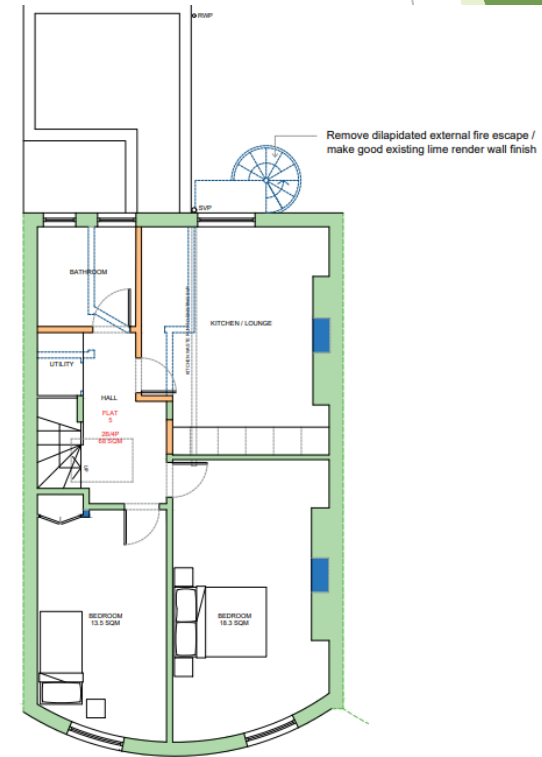 RWP
Remove dilapidated external fire escape /
make good existing lime render wall finish
SVP
BATHROOM
KITCHEN / LOUNGE
UTILITY
HALL
FLAT
5
2B/4P
68 SQM
UP
BEDROOM
13.5 SQM
BEDROOM
18.3 SQM